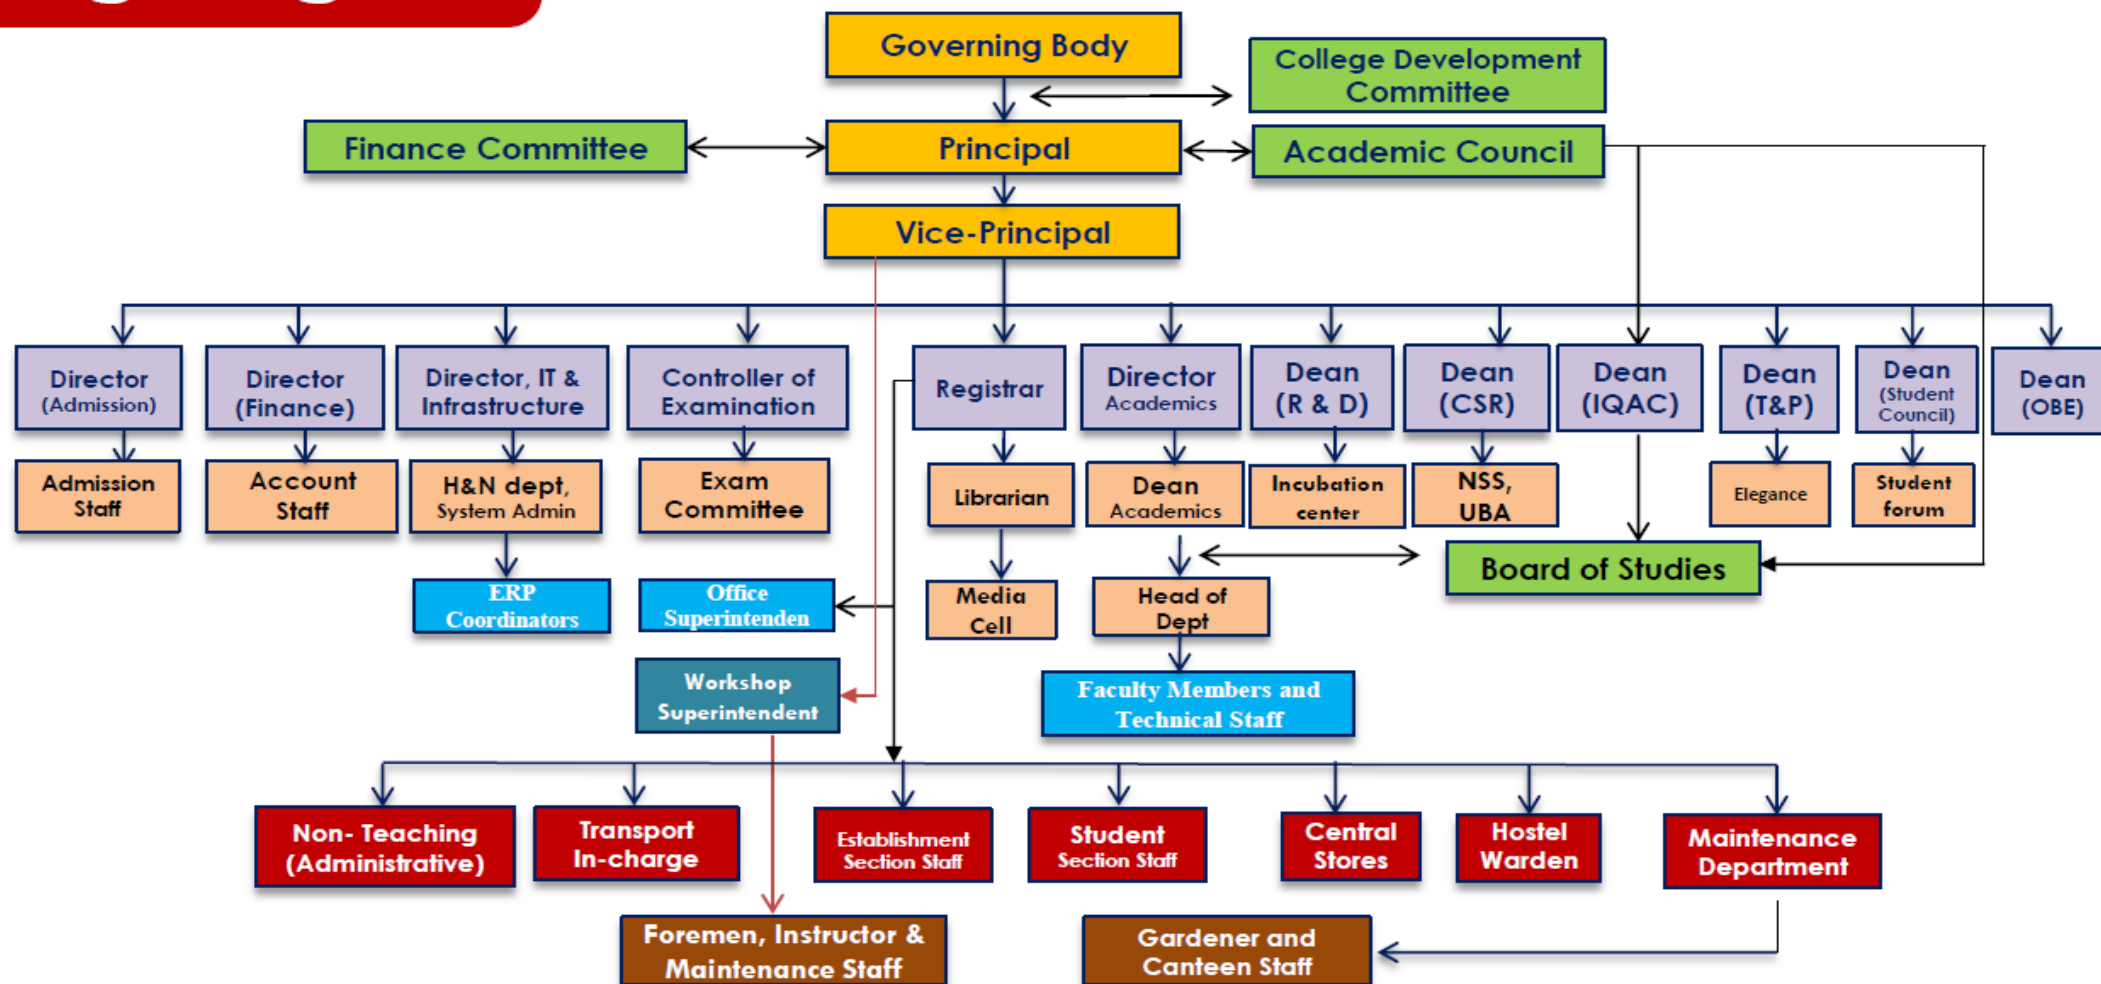 Governing Body
College Development
Committee
Finance Committee
Principal
Academic Council
Vice-Principal
Director
(Admission)
Director
(Finance)
Director, IT &
Infrastructure
Controller of
Examination
Registrar
Director
Academics
Dean
(R & D)
Dean
(CSR)
Dean
(IQAC)
Dean
(T&P)
Dean
(Student
Council)
Dean
(OBE)
Admission
Staff
Account
Staff
H&N dept,
System Admin
Exam
Committee
Librarian
Dean
Academics
Incubation
center
NSS,
UBA
Elegance
Student
forum
Board of Studies
ERP
Coordinators
Office
Superintenden
Media
Cell
Head of
Dept
Workshop
Superintendent
Faculty Members and
Technical Staff
Non- Teaching
(Administrative)
Transport
In-charge
Establishment
Section Staff
Student
Section Staff
Central
Stores
Hostel
Warden
Maintenance
Department
Foremen, Instructor &
Maintenance Staff
Gardener and
Canteen Staff